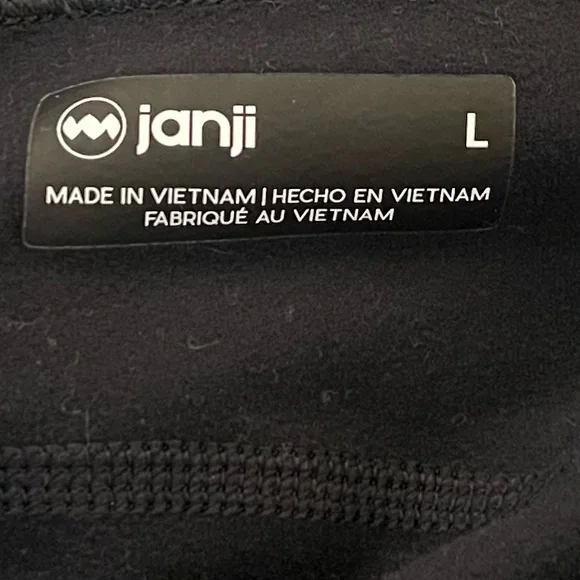 janji L
MADE IN VIETNAM | HECHO EN VIETNAM
FABRIQUÉ AU VIETNAM